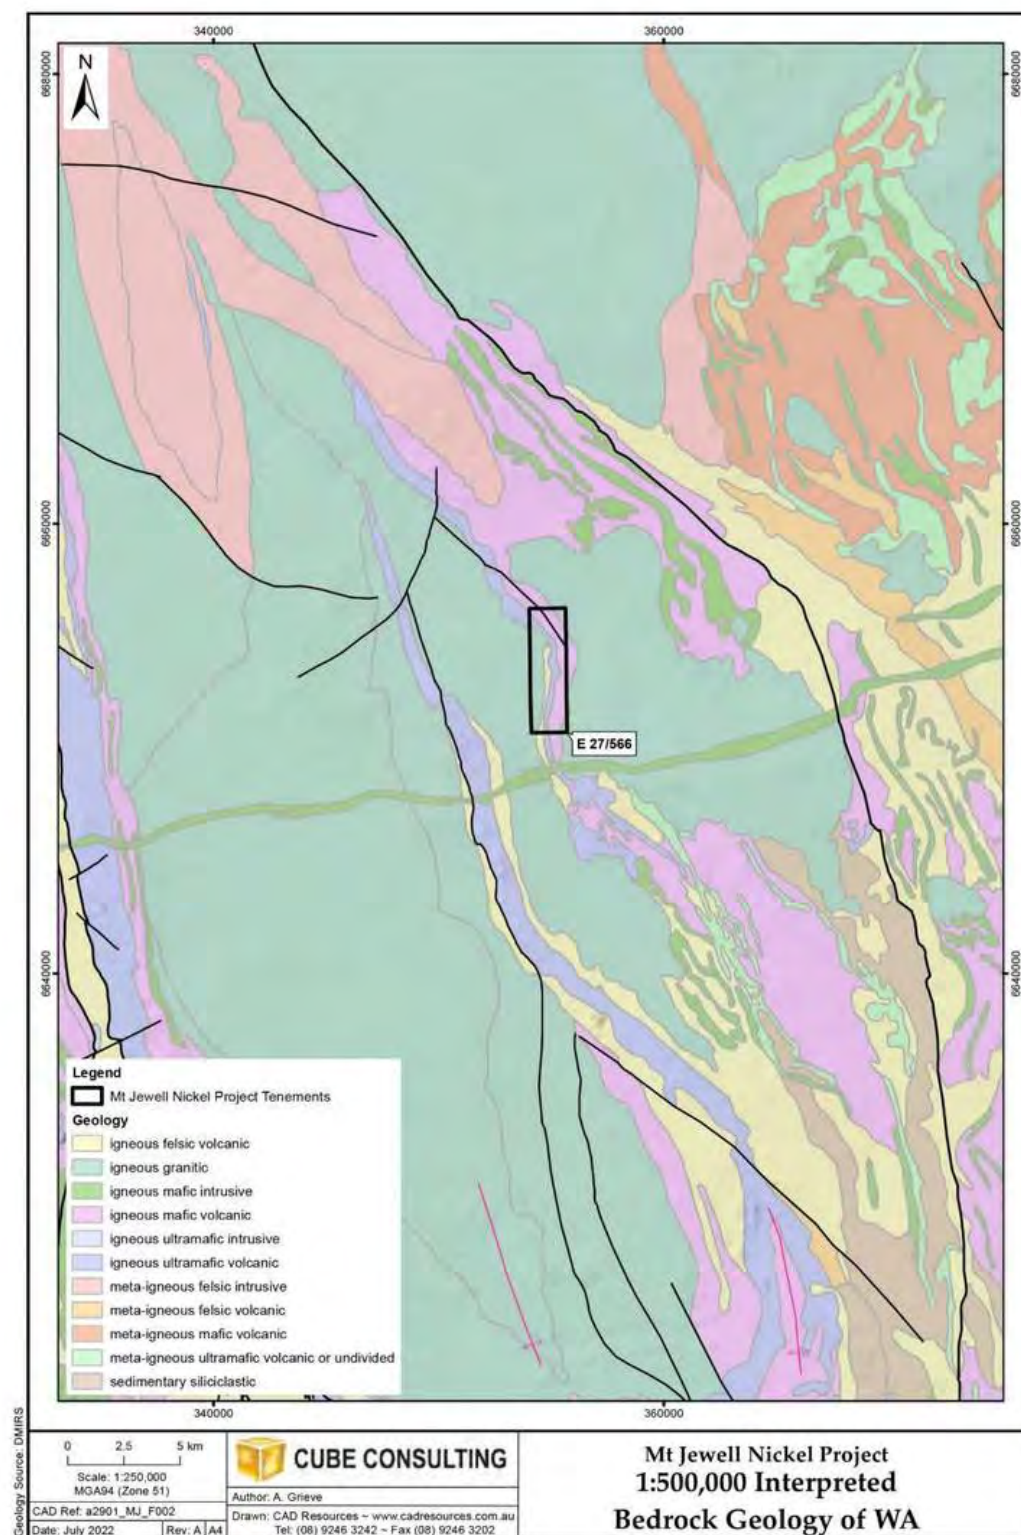 340000
360000
6680000
6680000
N
6660000
6660000
E 27/566
6640000
6640000
Legend
Mt Jewell Nickel Project Tenements
Geology
igneous felsic volcanic
igneous granitic
igneous mafic intrusive
igneous mafic volcanic
igneous ultramafic intrusive
igneous ultramafic volcanic
meta-igneous felsic intrusive
meta-igneous felsic volcanic
meta-igneous mafic volcanic
meta-igneous ultramafic volcanic or undivided
sedimentary siliciclastic
340000
360000
Geology Source: DMIRS
0 2.5 5 km
Scale: 1:250,000
MGA94 (Zone 51)
CAD Ref: a2901_MJ_F002
Date: July 2022
Rev: A
A4
CUBE CONSULTING
Author: A. Grieve
Drawn: CAD Resources ~ www.cadresources.com.au
Tel: (08) 9246 3242 ~ Fax (08) 9246 3202
Mt Jewell Nickel Project
1:500,000 Interpreted
Bedrock Geology of WA